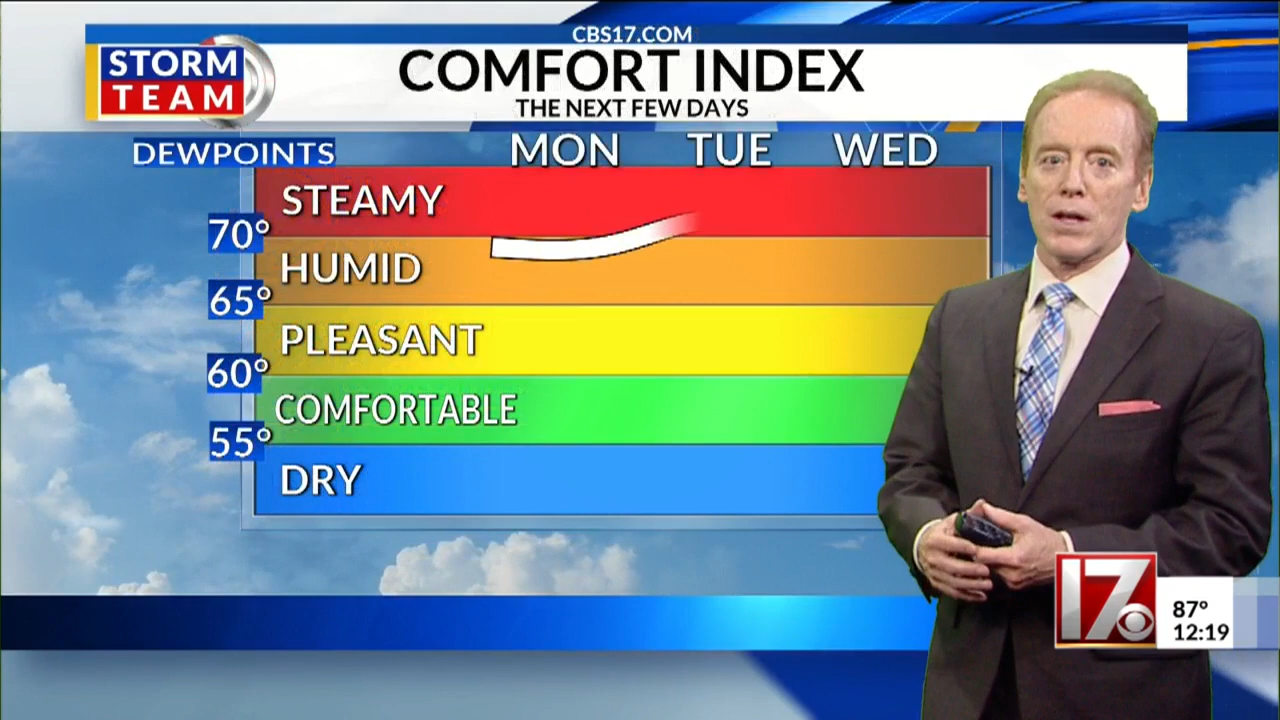 CBS17.COM
STORM
TEAM
COMFORT INDEX
THE NEXT FEW DAYS
DEWPOINTS
MON TUE WED
STEAMY
70°
HUMID
65°
PLEASANT
60°
COMFORTABLE
55°
DRY
17
87°
12:19